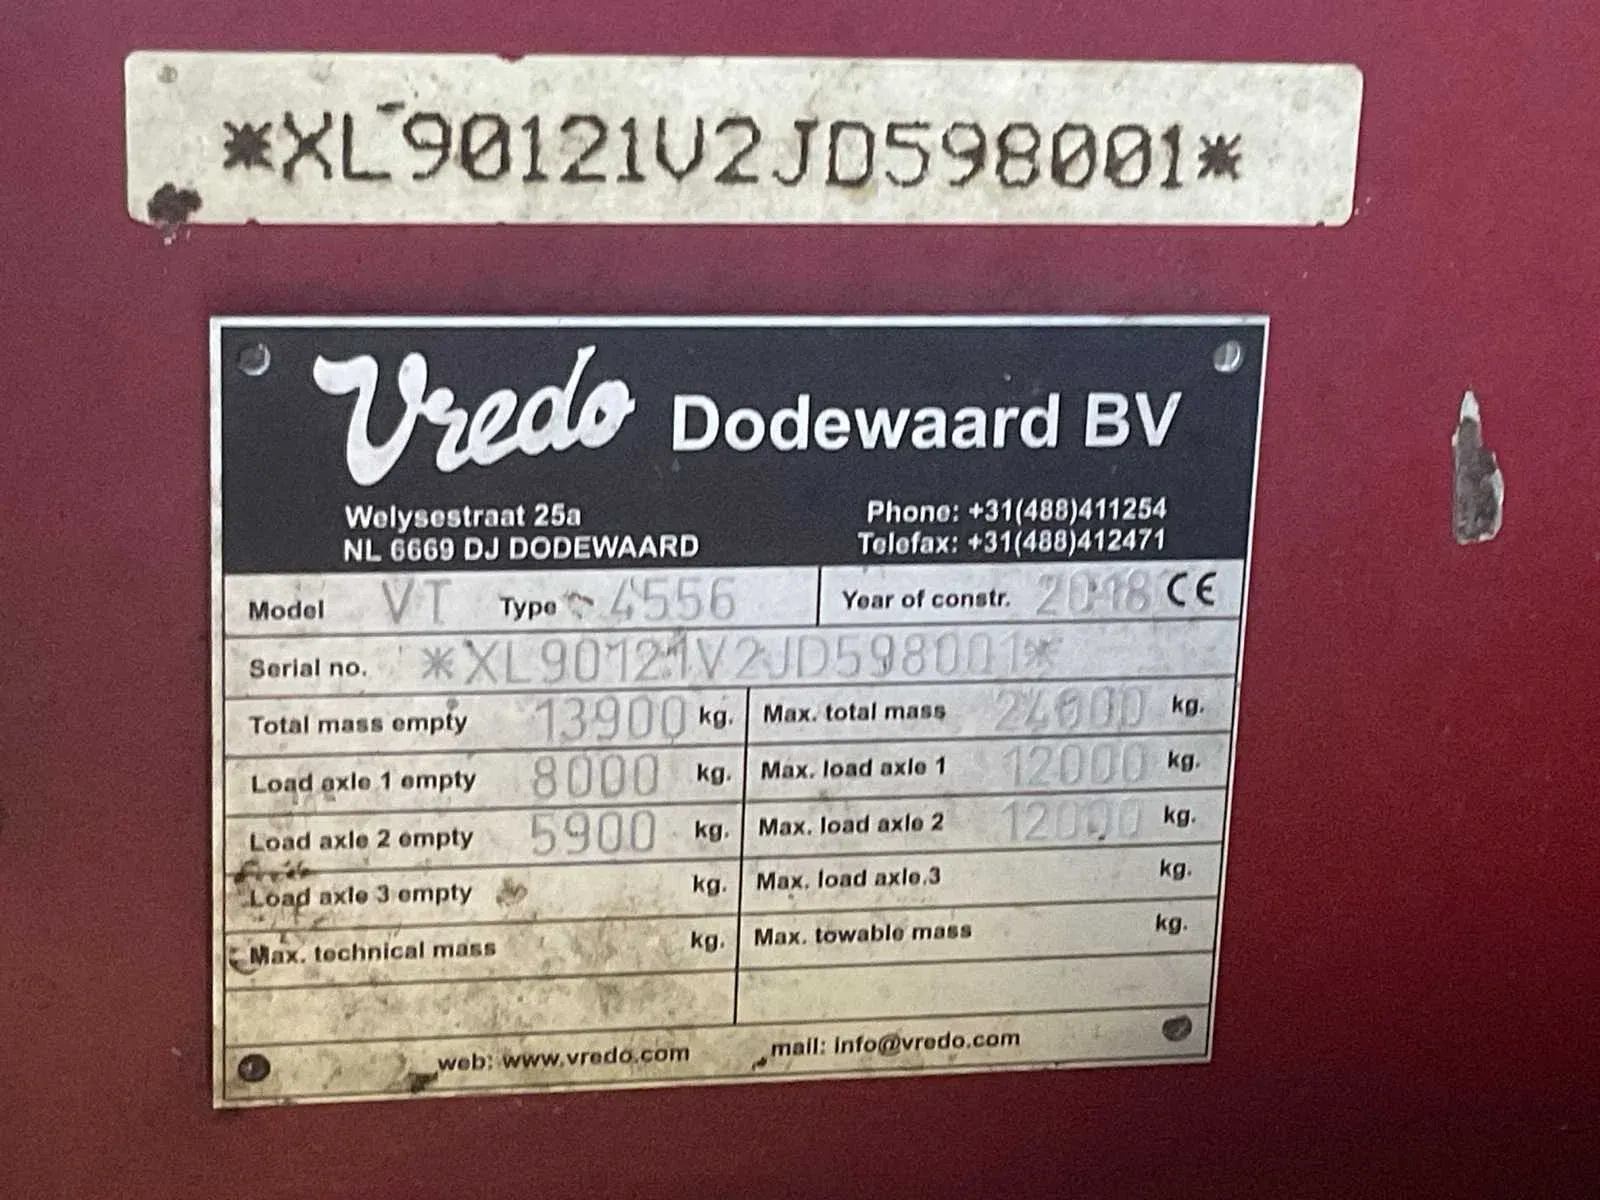 *XL90121V2JD598001*
Vredo Dodewaard BV
Welysestraat 25a
NL 6669 DJ DODEWAARD
Phone: +31(488)411254
Telefax: +31(488)412471
Model VT Type 4556 Year of constr. 2018 CE
Serial no. *XL90121V2JD598001*
Total mass empty 13900 kg. Max. total mass 24000 kg.
Load axle 1 empty 8000 kg. Max. load axle 1 12000 kg.
Load axle 2 empty 5900 kg. Max. load axle 2 12000 kg.
Load axle 3 empty kg. Max. load axle.3 kg.
Max. technical mass kg. Max. towable mass kg.
web: www.vredo.com mail: info@vredo.com